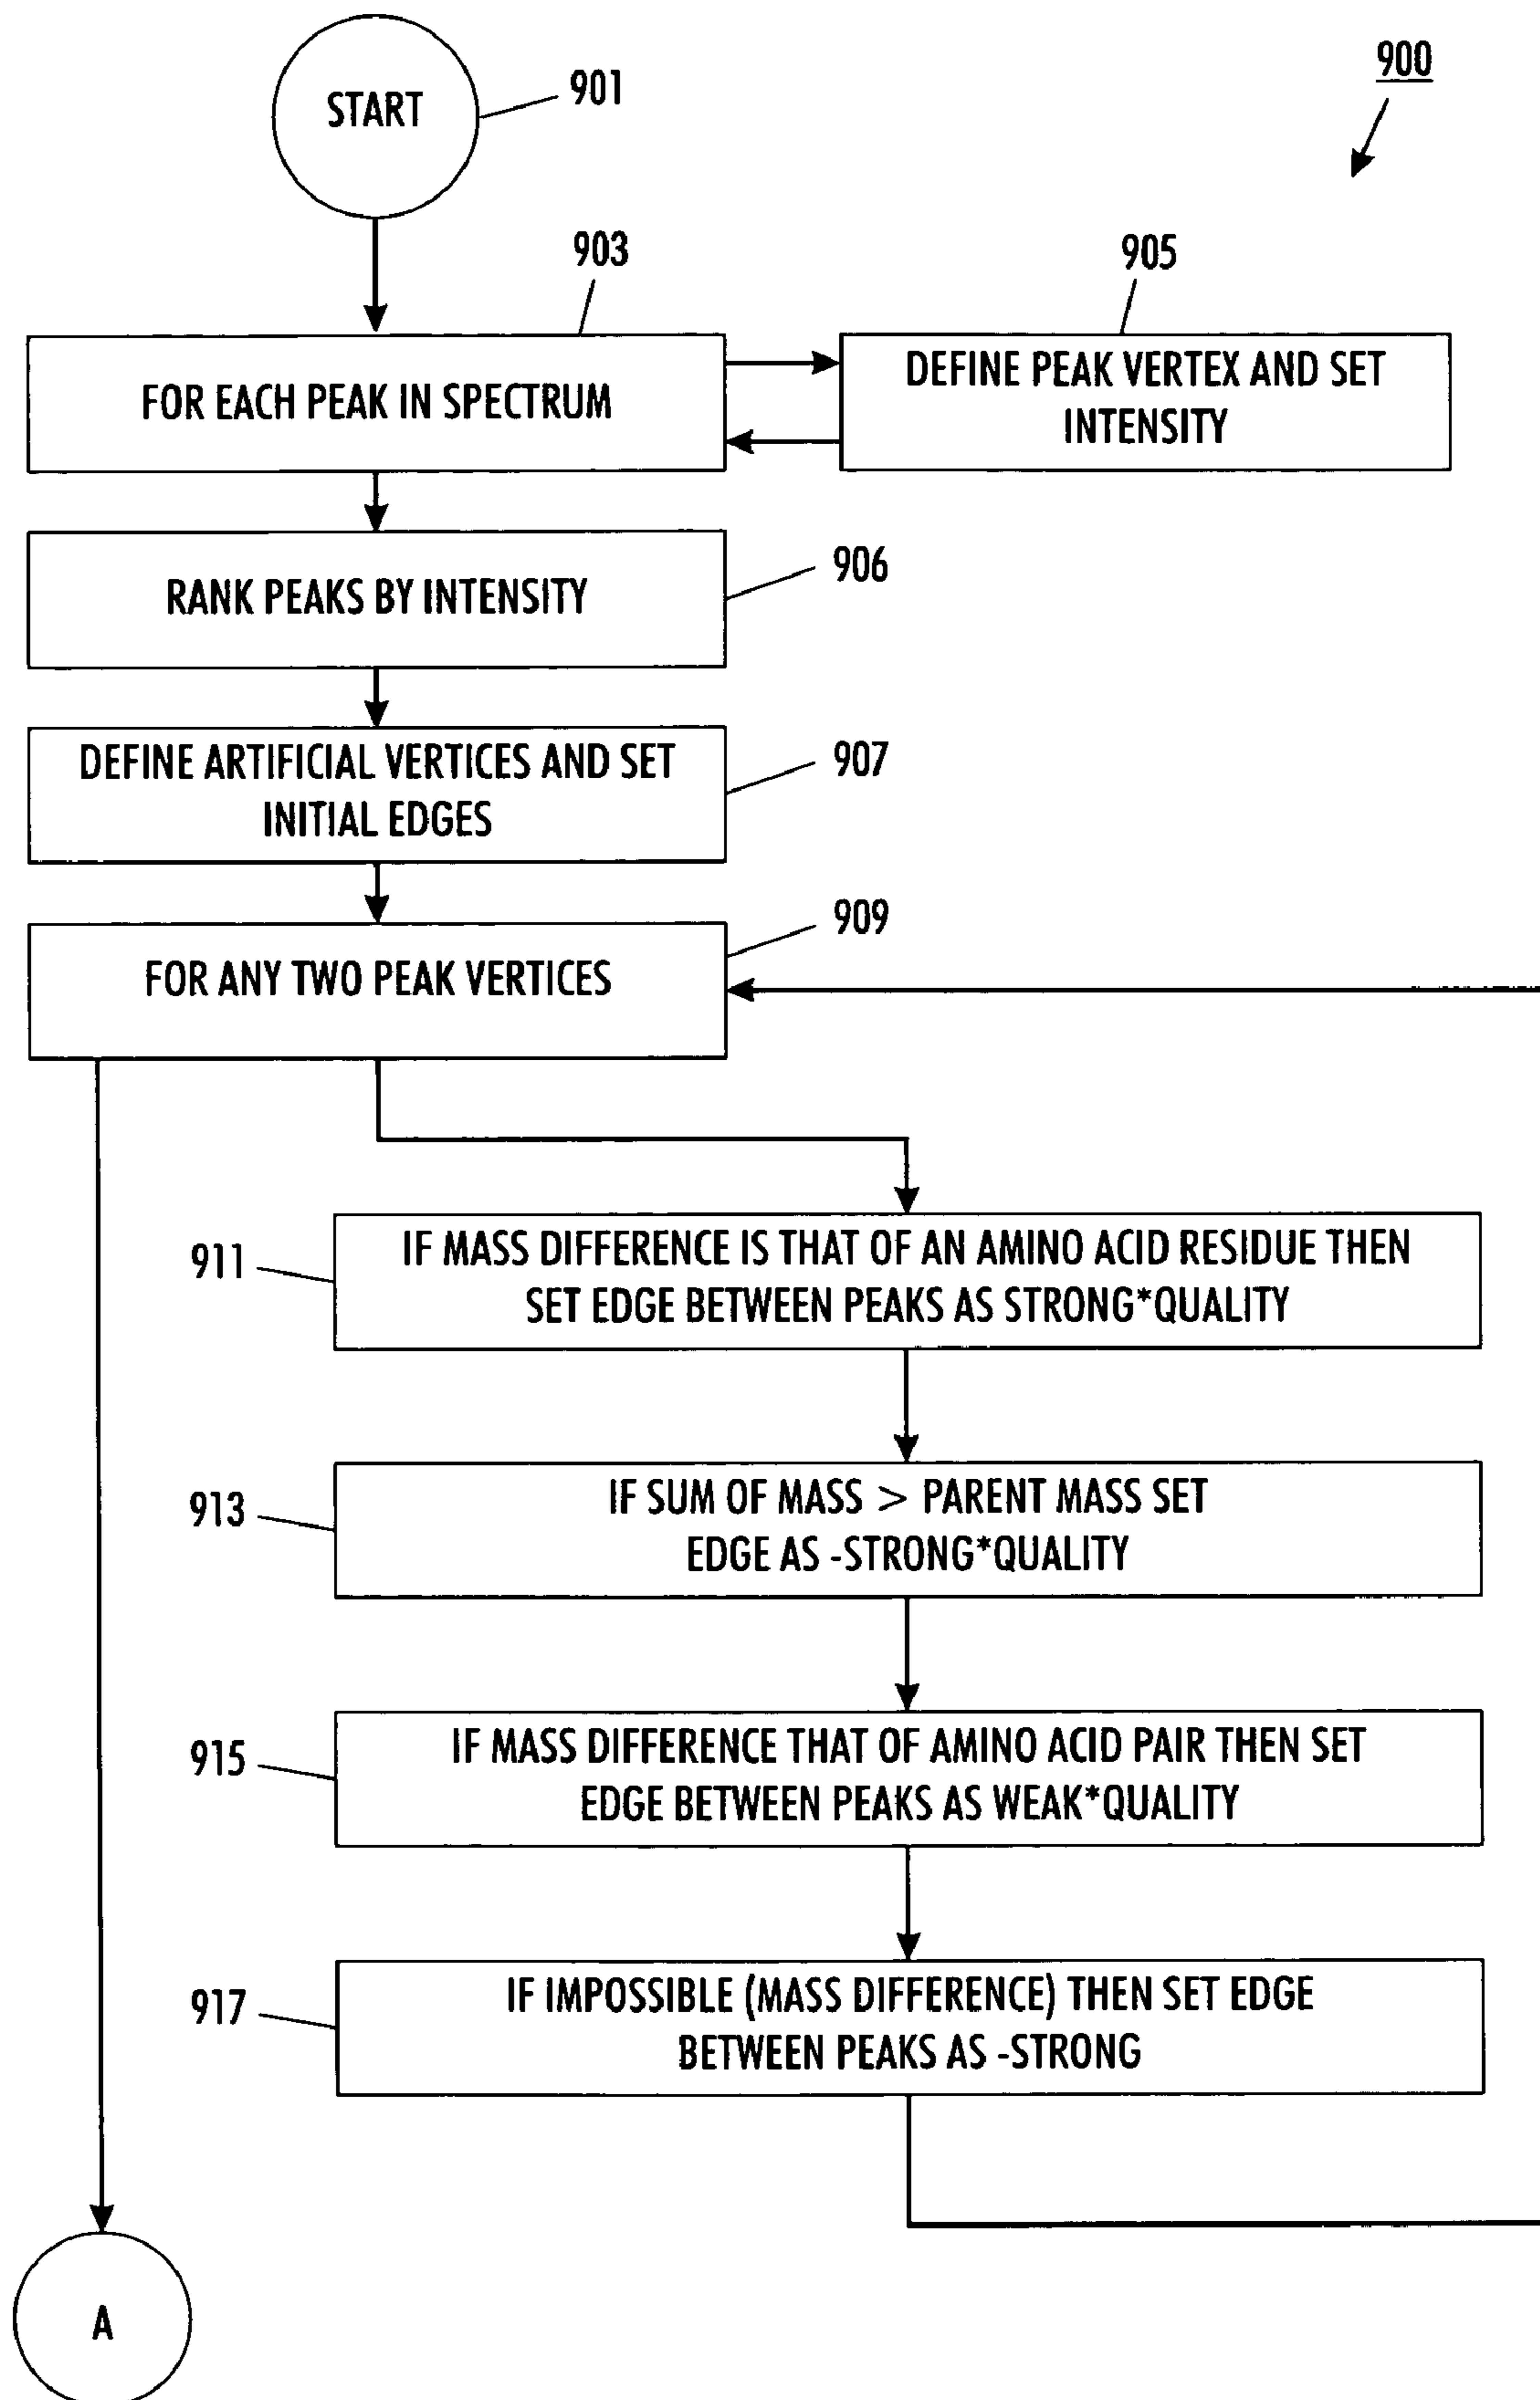 START
901
900
903
905
FOR EACH PEAK IN SPECTRUM
DEFINE PEAK VERTEX AND SET
INTENSITY
RANK PEAKS BY INTENSITY
906
DEFINE ARTIFICIAL VERTICES AND SET
INITIAL EDGES
907
FOR ANY TWO PEAK VERTICES
909
911
IF MASS DIFFERENCE IS THAT OF AN AMINO ACID RESIDUE THEN
SET EDGE BETWEEN PEAKS AS STRONG*QUALITY
913
IF SUM OF MASS > PARENT MASS SET
EDGE AS -STRONG*QUALITY
915
IF MASS DIFFERENCE THAT OF AMINO ACID PAIR THEN SET
EDGE BETWEEN PEAKS AS WEAK*QUALITY
917
IF IMPOSSIBLE (MASS DIFFERENCE) THEN SET EDGE
BETWEEN PEAKS AS -STRONG
A